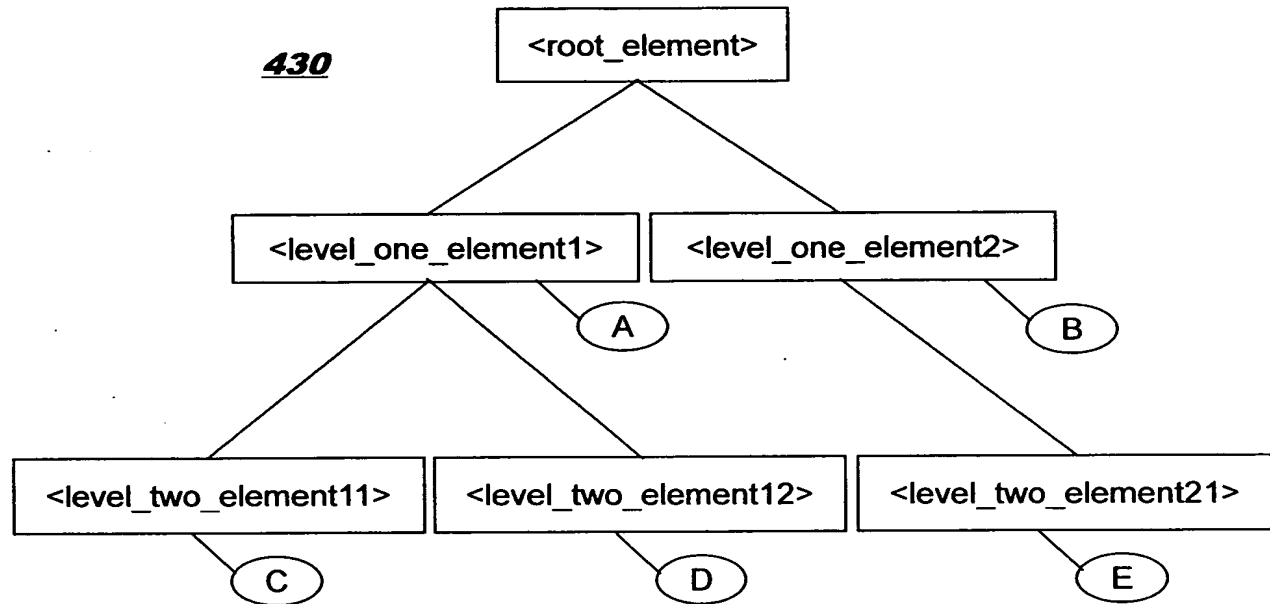 <root_element>
430
<level_one_element1>
<level_one_element2>
A
B
<level_two_element11>
<level_two_element12>
<level_two_element21>
C
D
E